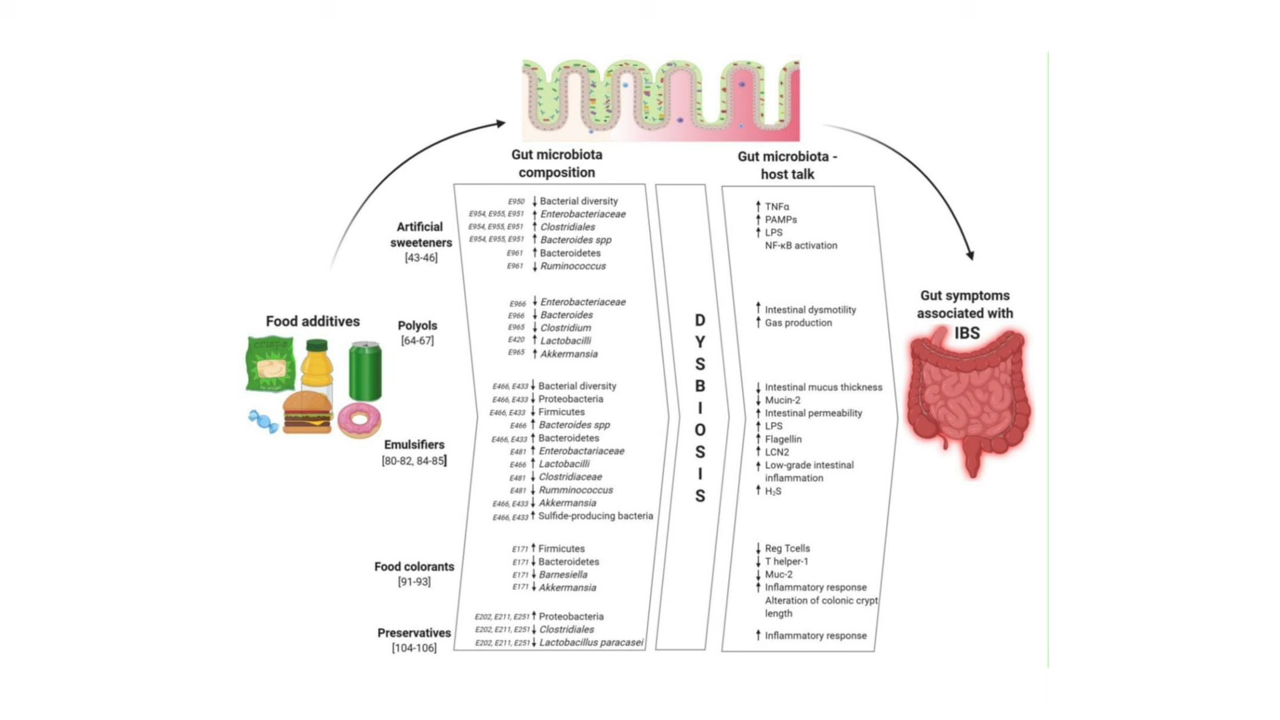 Gut microbiota
composition
Gut microbiota -
host talk
Food additives
Artificial
sweeteners
[43-46]
E950 ↓ Bacterial diversity
E954, E955, E951 ↑ Enterobacteriaceae
E954, E955, E951 ↑ Clostridiales
E954, E955, E951 ↑ Bacteroides spp
E961 ↑ Bacteroidetes
E961 ↓ Ruminococcus
Polyols
[64-67]
E966 ↓ Enterobacteriaceae
E966 ↓ Bacteroides
E965 ↓ Clostridium
E420 ↑ Lactobacilli
E965 ↑ Akkermansia
Emulsifiers
[80-82, 84-85]
E466, E433 ↓ Bacterial diversity
E466, E433 ↓ Proteobacteria
E466, E433 ↓ Firmicutes
E466 ↑ Bacteroides spp
E466, E433 ↑ Bacteroidetes
E481 ↑ Enterobactariaceae
E466 ↑ Lactobacilli
E481 ↓ Clostridiaceae
E481 ↓ Rumminococcus
E466, E433 ↓ Akkermansia
E466, E433 ↑ Sulfide-producing bacteria
Food colorants
[91-93]
E171 ↑ Firmicutes
E171 ↓ Bacteroidetes
E171 ↓ Barnesiella
E171 ↓ Akkermansia
Preservatives
[104-106]
E202, E211, E251 ↑ Proteobacteria
E202, E211, E251 ↓ Clostridiales
E202, E211, E251 ↓ Lactobacillus paracasei
D
Y
S
B
I
O
S
I
S
↑ TNFα
↑ PAMPs
↑ LPS
NF-κB activation
↑ Intestinal dysmotility
↑ Gas production
↓ Intestinal mucus thickness
↓ Mucin-2
↑ Intestinal permeability
↑ LPS
↑ Flagellin
↑ LCN2
↑ Low-grade intestinal
inflammation
↑ H₂S
↓ Reg Tcells
↓ T helper-1
↓ Muc-2
↑ Inflammatory response
Alteration of colonic crypt
length
↑ Inflammatory response
Gut symptoms
associated with
IBS